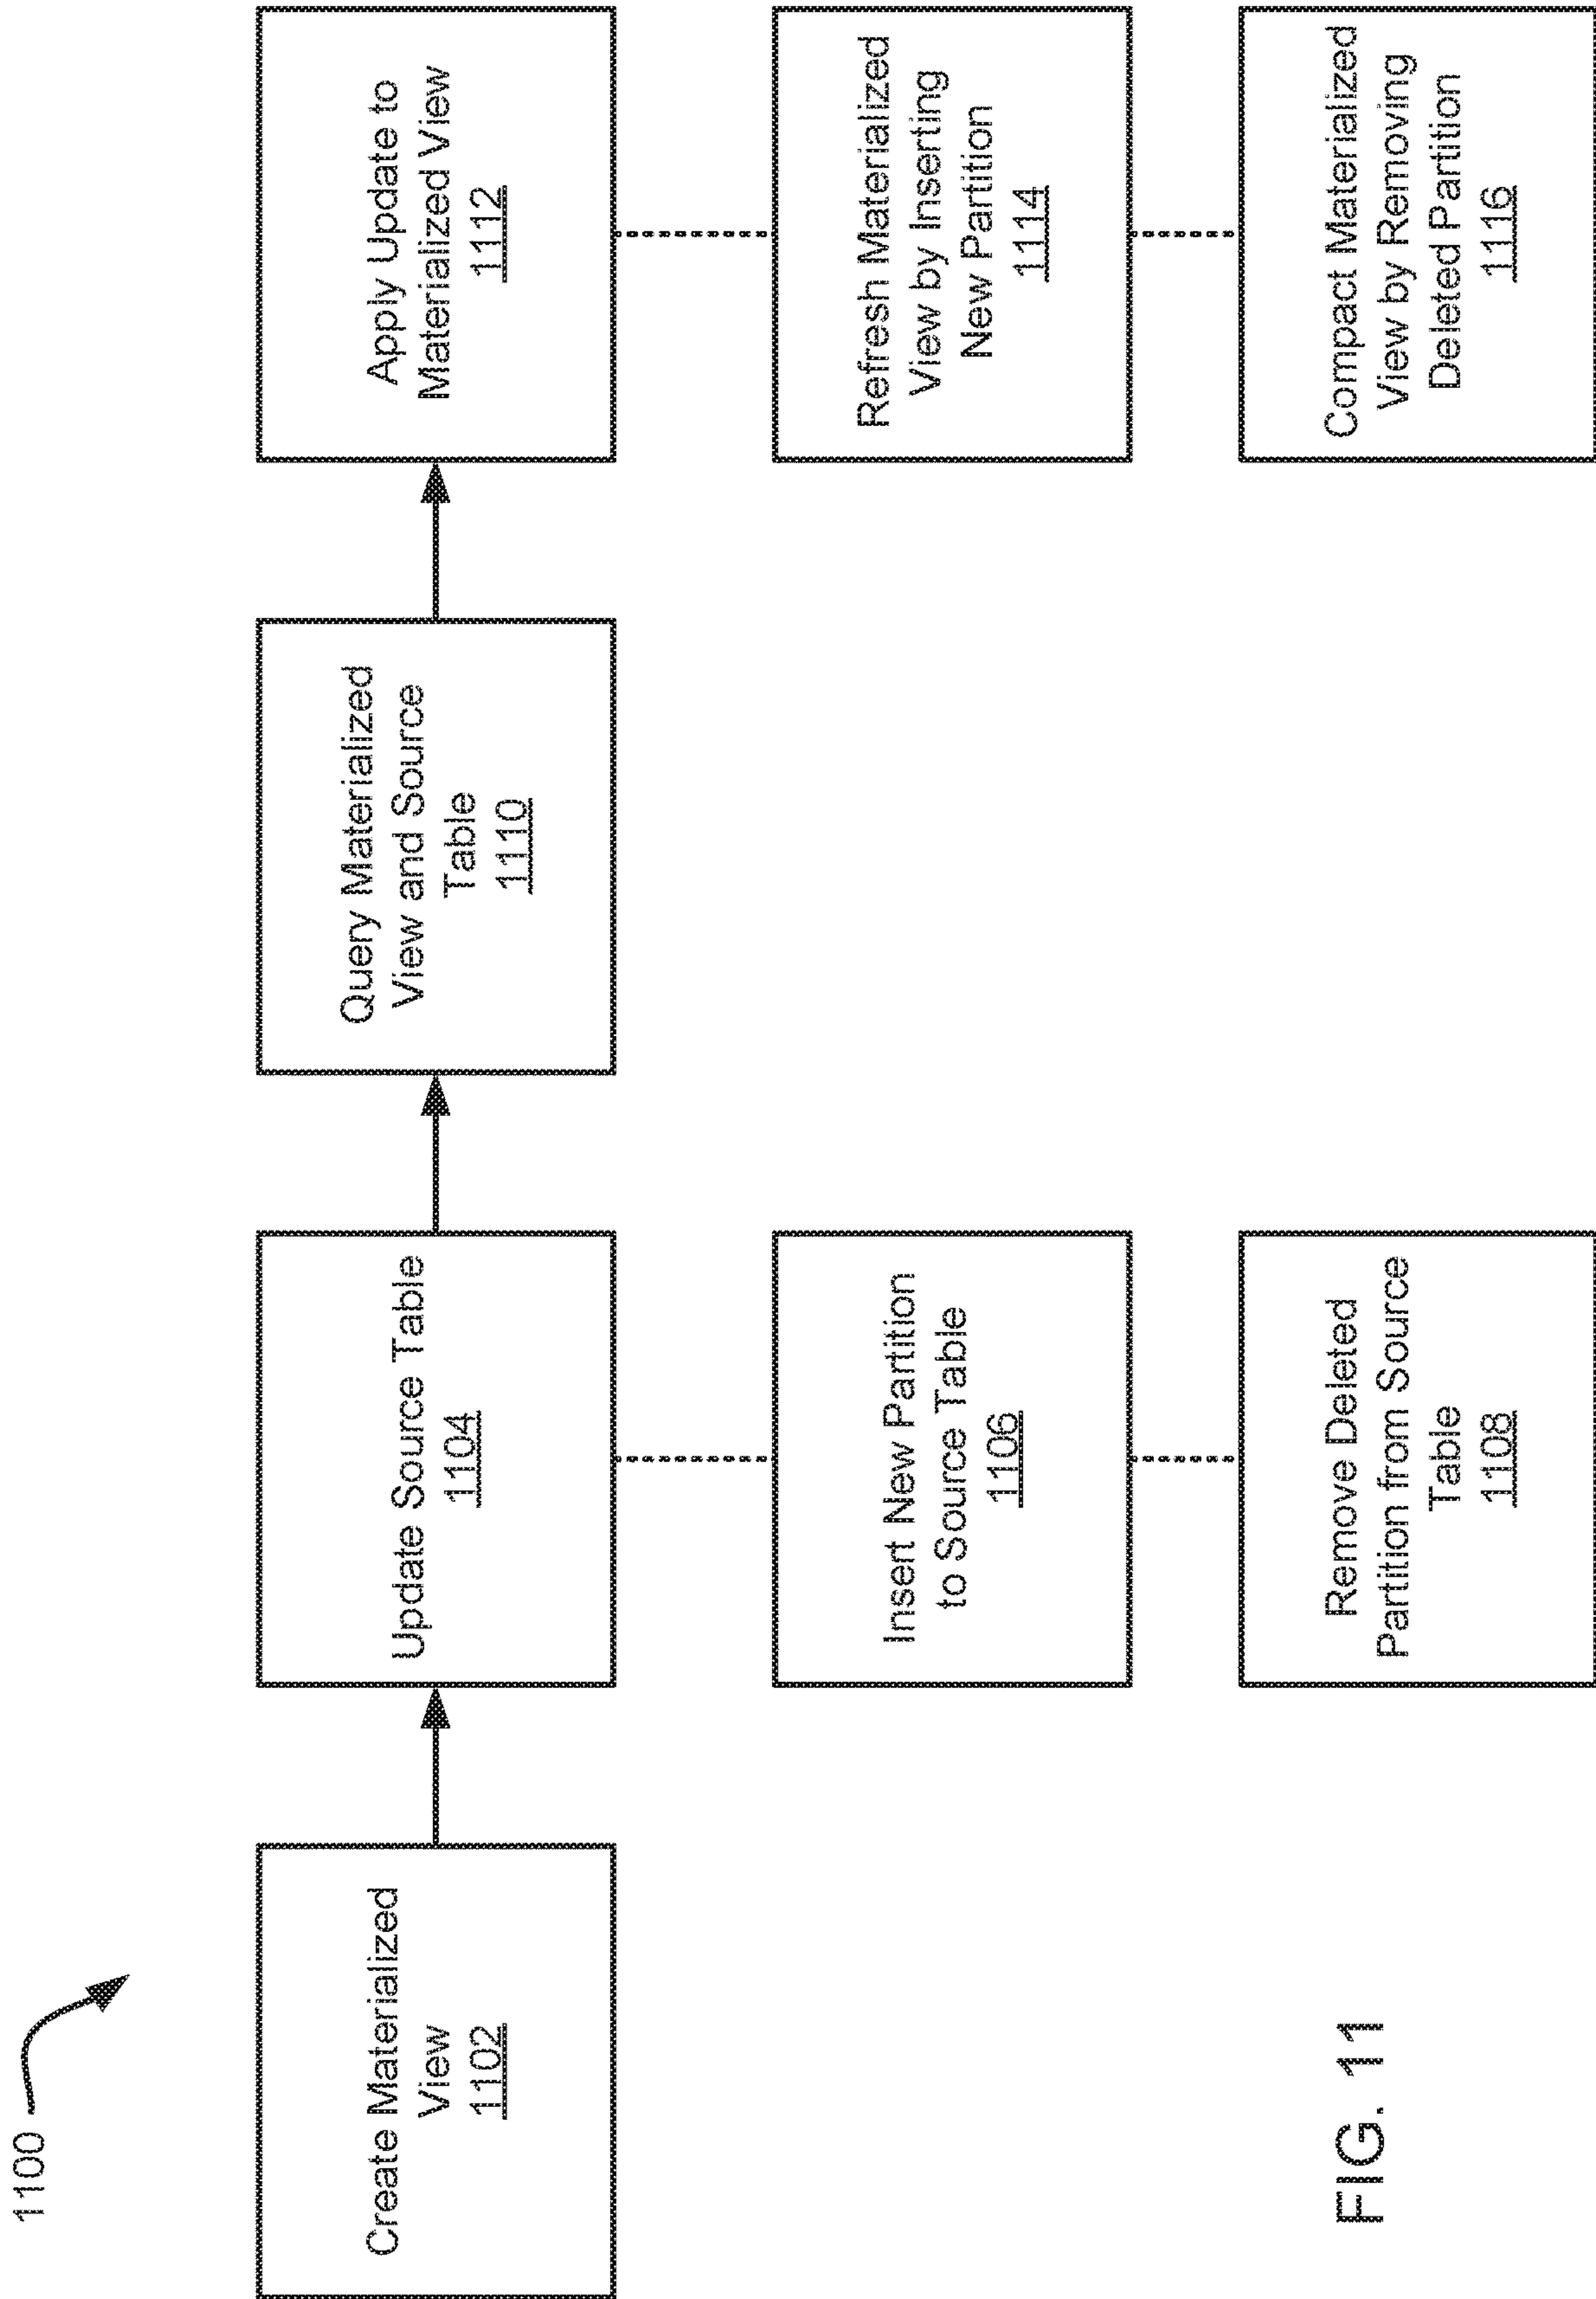 1100
Create Materialized
View
1102
Update Source Table
1104
Query Materialized
View and Source
Table
1110
Apply Update to
Materialized View
1112
Insert New Partition
to Source Table
1106
Refresh Materialized
View by Inserting
New Partition
1114
Remove Deleted
Partition from Source
Table
1108
Compact Materialized
View by Removing
Deleted Partition
1116
FIG. 11